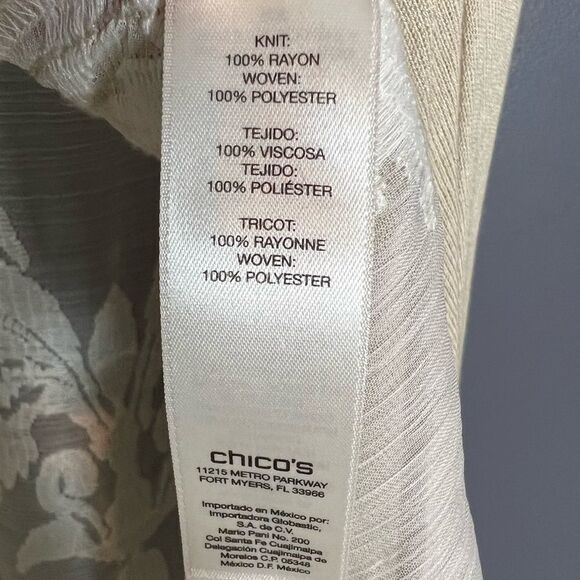 KNIT:
100% RAYON
WOVEN:
100% POLYESTER
TEJIDO:
100% VISCOSA
TEJIDO:
100% POLIÉSTER
TRICOT:
100% RAYONNE
WOVEN:
100% POLYESTER
chico's
11215 METRO PARKWAY
FORT MYERS, FL 33966
Importado en México por:
Importadora Globastic,
S.A. de C.V.
Mario Pani No. 200
Col Santa Fe Cuajimalpa
Delegación Cuajimalpa de
Morelos C.P. 05348
México D.F. México